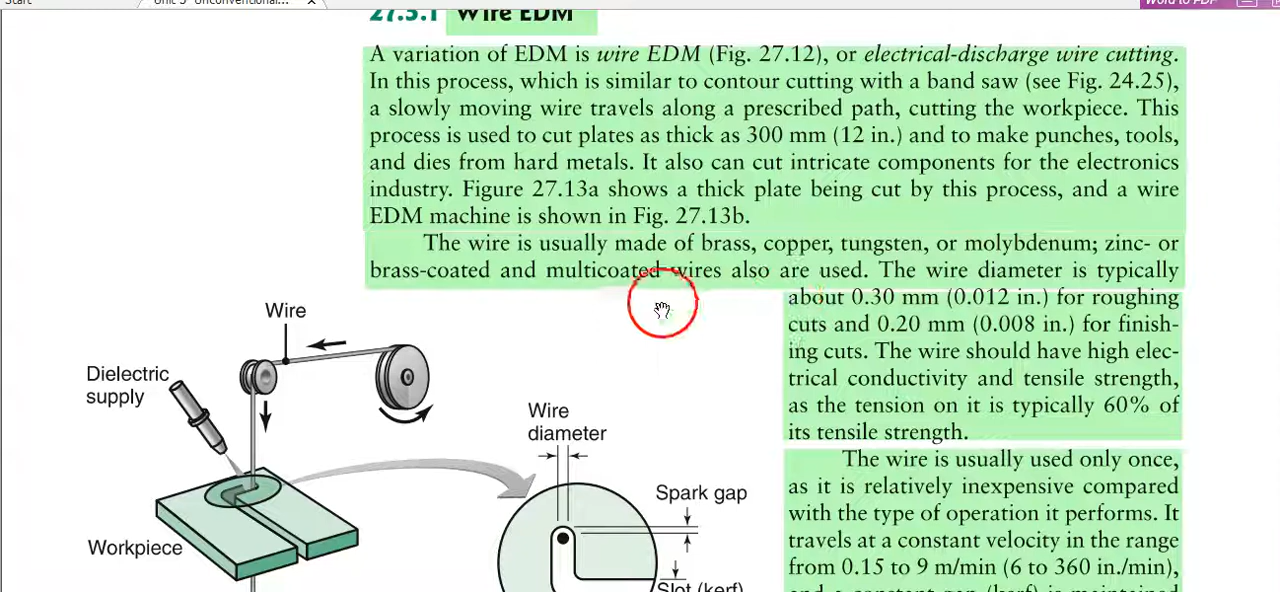 Start
Unit 5 Unconventional...
Word to PDF
27.5.1 Wire EDM
A variation of EDM is wire EDM (Fig. 27.12), or electrical-discharge wire cutting.
In this process, which is similar to contour cutting with a band saw (see Fig. 24.25),
a slowly moving wire travels along a prescribed path, cutting the workpiece. This
process is used to cut plates as thick as 300 mm (12 in.) and to make punches, tools,
and dies from hard metals. It also can cut intricate components for the electronics
industry. Figure 27.13a shows a thick plate being cut by this process, and a wire
EDM machine is shown in Fig. 27.13b.
The wire is usually made of brass, copper, tungsten, or molybdenum; zinc- or
brass-coated and multicoated wires also are used. The wire diameter is typically
about 0.30 mm (0.012 in.) for roughing
cuts and 0.20 mm (0.008 in.) for finish-
ing cuts. The wire should have high elec-
trical conductivity and tensile strength,
as the tension on it is typically 60% of
its tensile strength.
The wire is usually used only once,
as it is relatively inexpensive compared
with the type of operation it performs. It
travels at a constant velocity in the range
from 0.15 to 9 m/min (6 to 360 in./min),
and a constant gap (kerf) is maintained
Wire
Dielectric
supply
Workpiece
Wire
diameter
Spark gap
Slot (kerf)